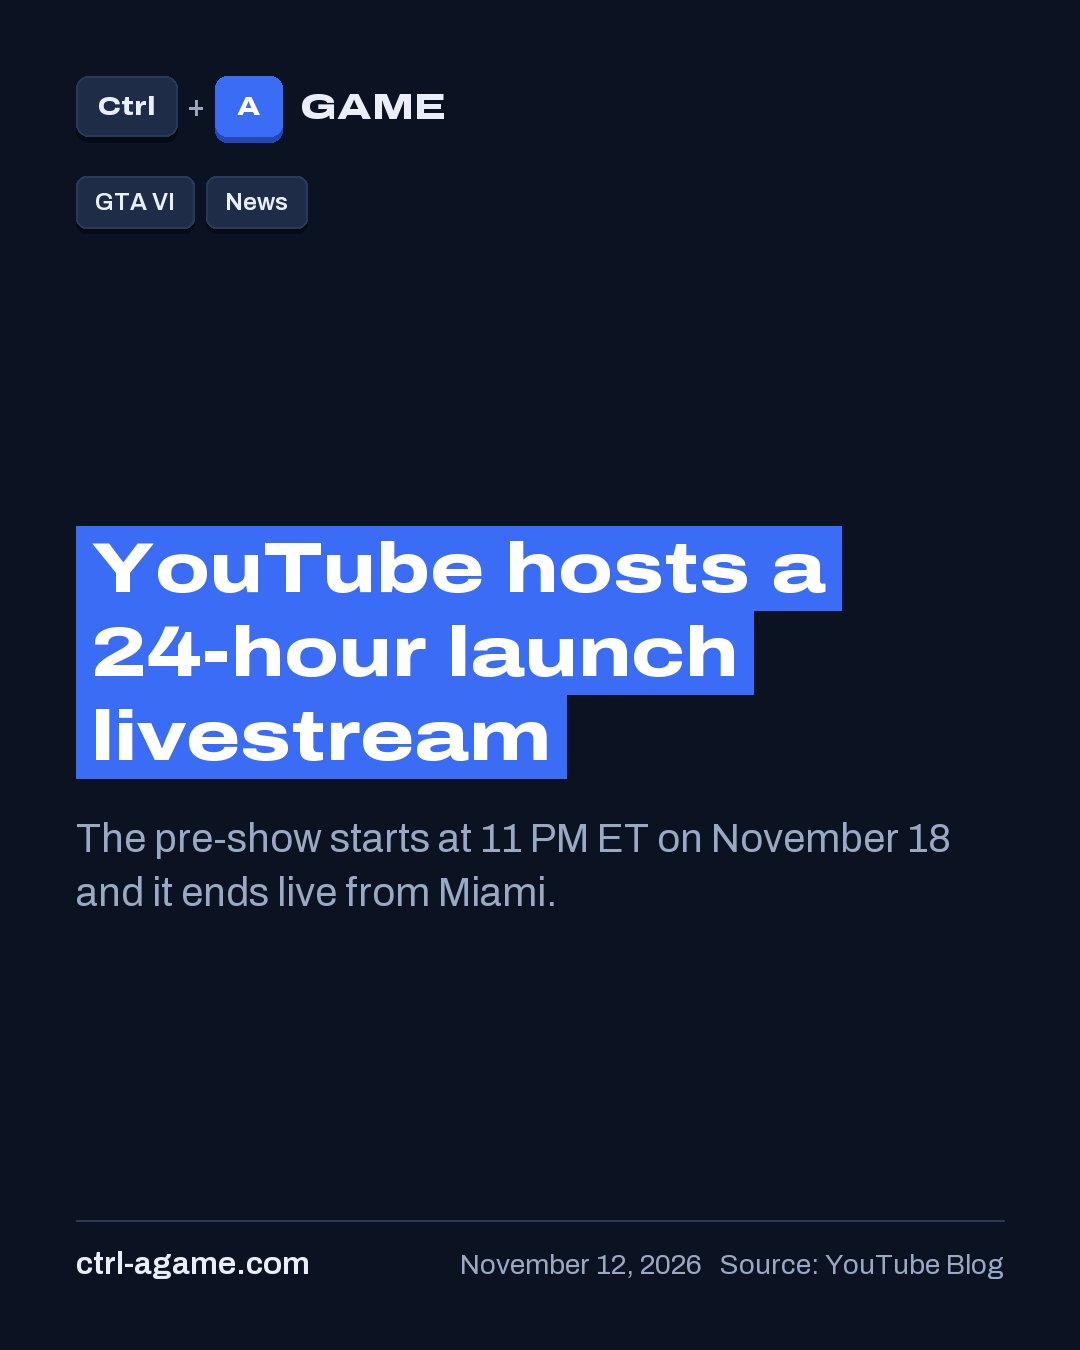 Ctrl + A GAME
GTA VI News
YouTube hosts a
24-hour launch
livestream
The pre-show starts at 11 PM ET on November 18
and it ends live from Miami.
ctrl-agame.com November 12, 2026 Source: YouTube Blog